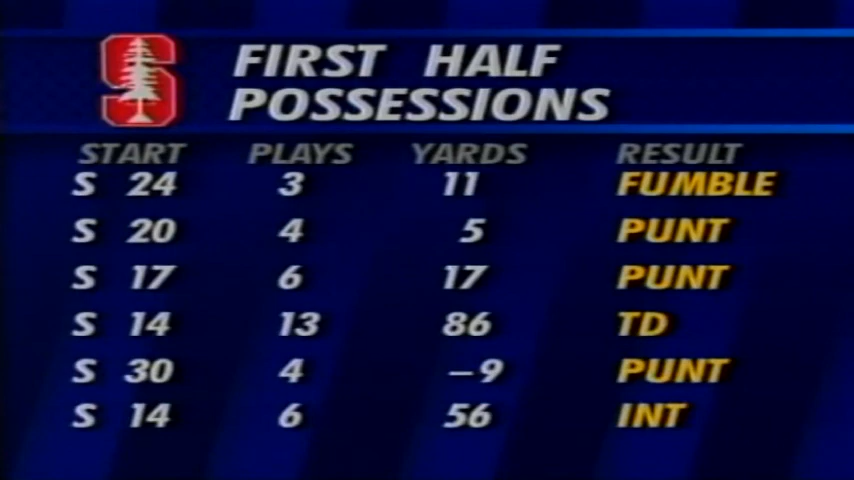 FIRST HALF
POSSESSIONS
START PLAYS YARDS RESULT
S 24 3 11 FUMBLE
S 20 4 5 PUNT
S 17 6 17 PUNT
S 14 13 86 TD
S 30 4 -9 PUNT
S 14 6 56 INT